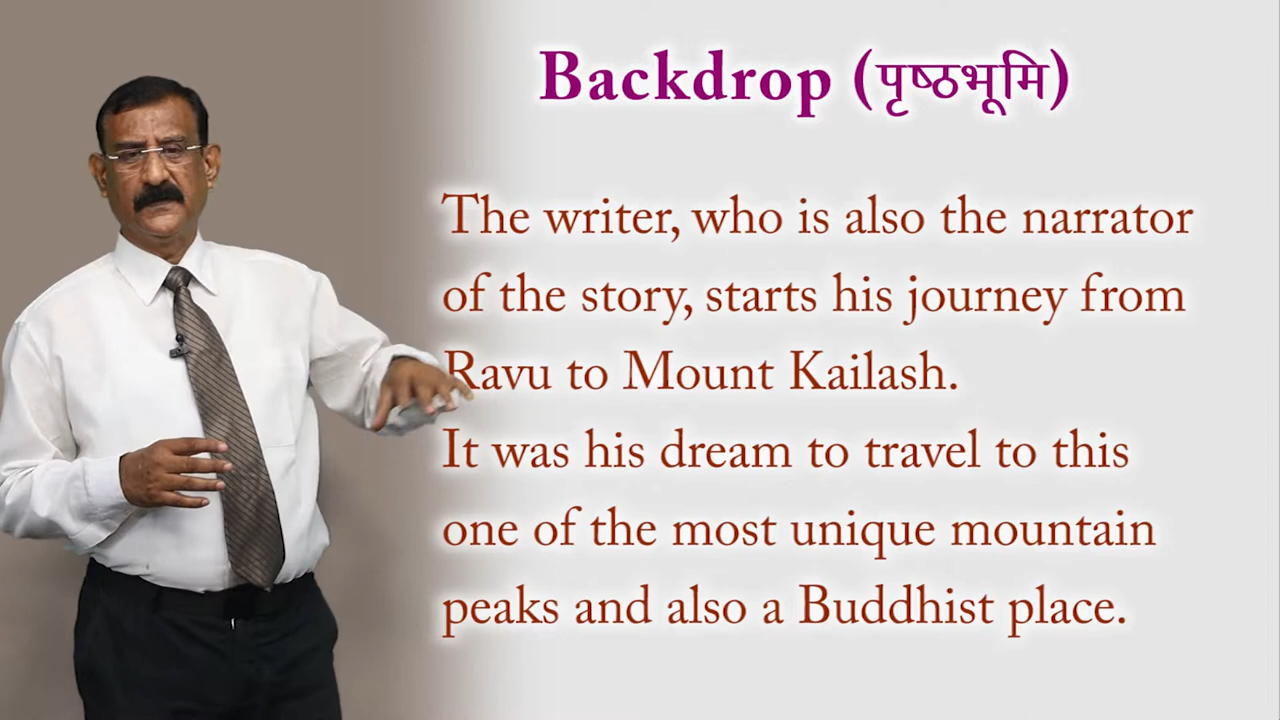 Backdrop (पृष्ठभूमि)
The writer, who is also the narrator
of the story, starts his journey from
Ravu to Mount Kailash.
It was his dream to travel to this
one of the most unique mountain
peaks and also a Buddhist place.